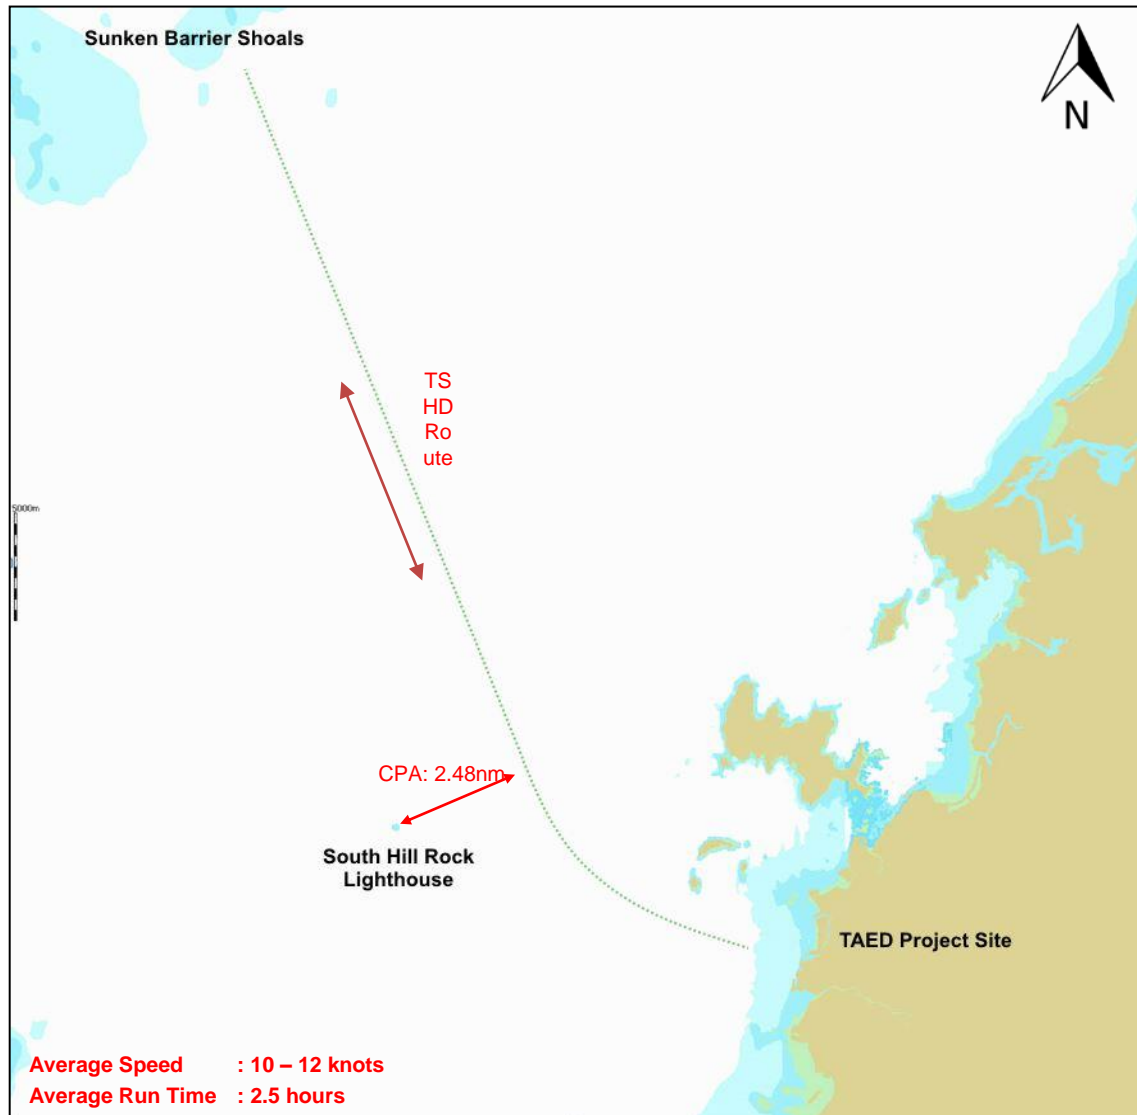 Sunken Barrier Shoals
N
TS
HD
Ro
ute
5000m
CPA: 2.48nm
South Hill Rock
Lighthouse
TAED Project Site
Average Speed : 10 – 12 knots
Average Run Time : 2.5 hours